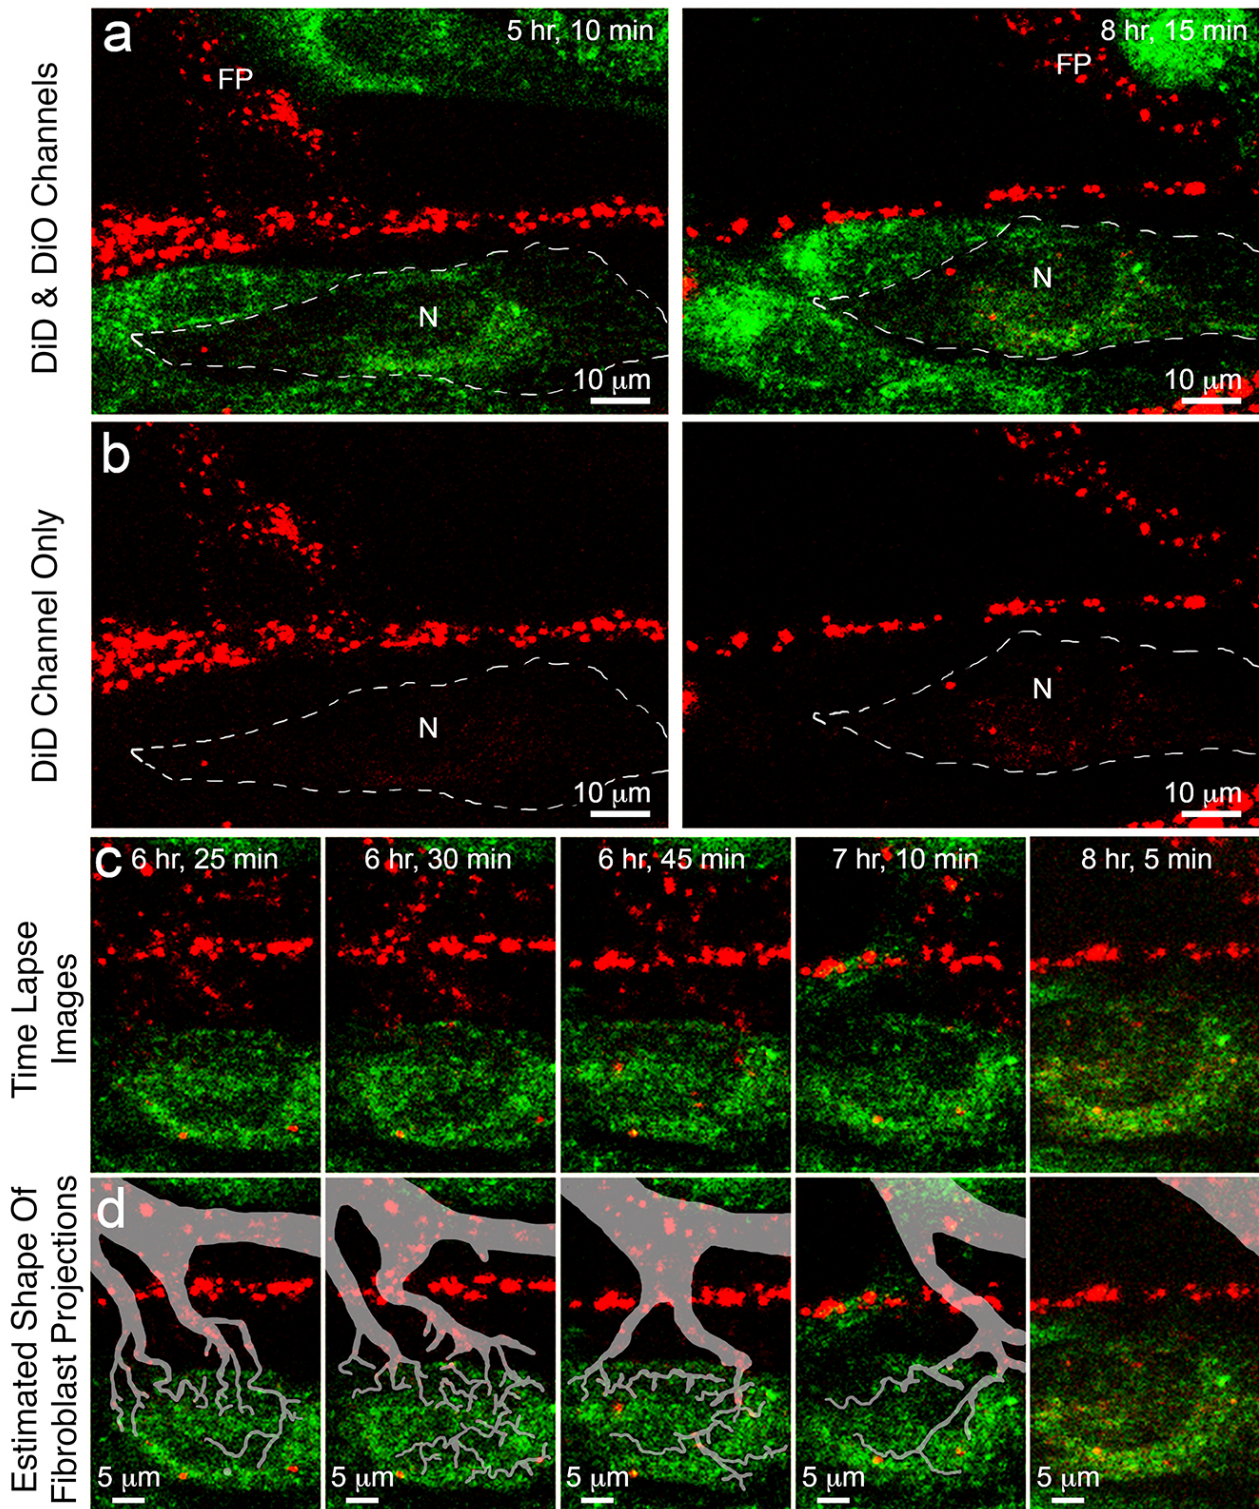 a
5 hr, 10 min
8 hr, 15 min
FP
FP
DiD & DiO Channels
N
N
10 μm
10 μm
b
DiD Channel Only
N
N
10 μm
10 μm
c
6 hr, 25 min
6 hr, 30 min
6 hr, 45 min
7 hr, 10 min
8 hr, 5 min
Time Lapse
Images
d
Estimated Shape Of
Fibroblast Projections
5 μm
5 μm
5 μm
5 μm
5 μm